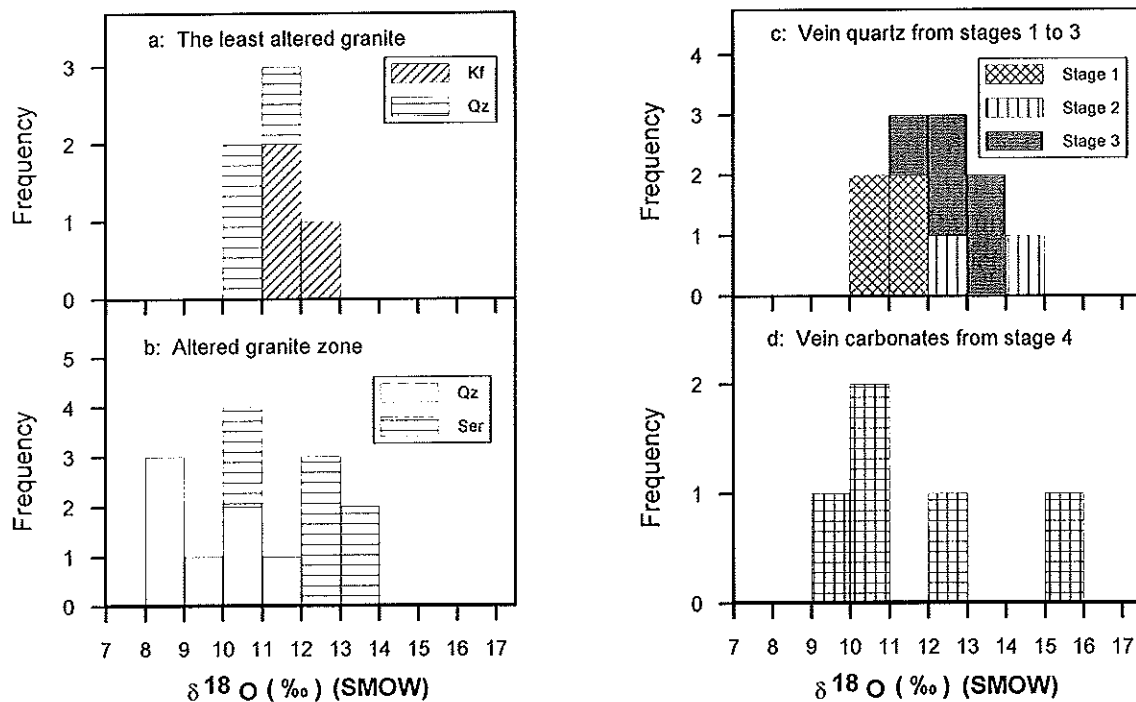 a: The least altered granite
Kf
Qz
Frequency
3
2
1
0
b: Altered granite zone
Qz
Ser
Frequency
5
4
3
2
1
0
7 8 9 10 11 12 13 14 15 16 17
δ 18 O ( ‰ ) (SMOW)
c: Vein quartz from stages 1 to 3
Stage 1
Stage 2
Stage 3
Frequency
4
3
2
1
0
d: Vein carbonates from stage 4
Frequency
2
1
0
7 8 9 10 11 12 13 14 15 16 17
δ 18 O ( ‰ ) (SMOW)